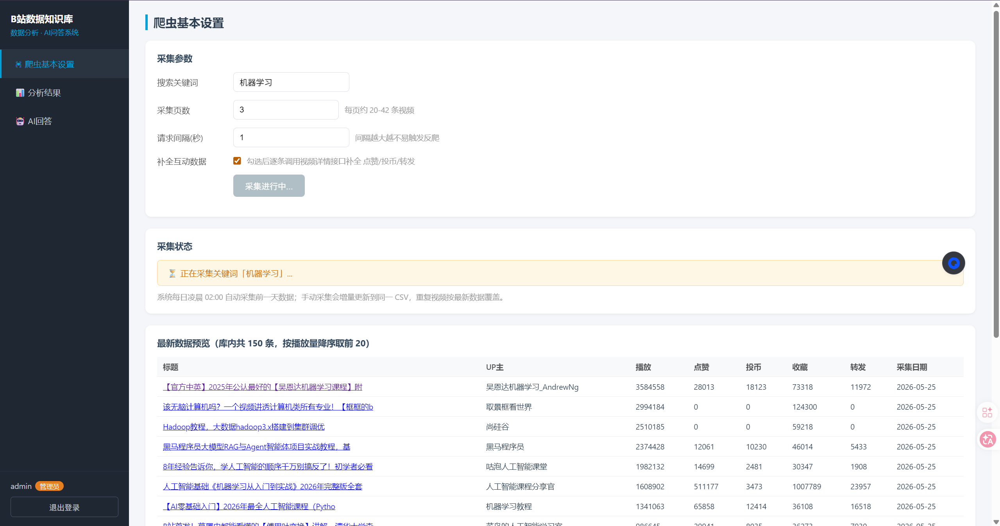 B站数据知识库
数据分析 · AI问答系统
爬虫基本设置
分析结果
AI回答
admin 管理员
退出登录
爬虫基本设置
采集参数
搜索关键词 机器学习
采集页数 3 每页约 20-42 条视频
请求间隔(秒) 1 间隔越大越不易触发反爬
补全互动数据 勾选后逐条调用视频详情接口补全 点赞/投币/转发
采集进行中...
采集状态
正在采集关键词「机器学习」...
系统每日凌晨 02:00 自动采集前一天数据；手动采集会增量更新到同一 CSV，重复视频按最新数据覆盖。
最新数据预览（库内共 150 条，按播放量降序取前 20）
标题 UP主 播放 点赞 投币 收藏 转发 采集日期
【官方中英】2025年公认最好的【吴恩达机器学习课程】附 吴恩达机器学习_AndrewNg 3584558 28013 18123 73318 11972 2026-05-25
该无脑计算机吗？一个视频讲透计算机类所有专业！【框框的b 取景框看世界 2994184 0 0 124300 0 2026-05-25
Hadoop教程，大数据hadoop3.x搭建到集群调优 尚硅谷 2510185 0 0 59218 0 2026-05-25
黑马程序员大模型RAG与Agent智能体项目实战教程，基 黑马程序员 2374428 12061 10230 46014 5433 2026-05-25
8年经验告诉你，学人工智能的顺序千万别搞反了！初学者必看 咕泡人工智能课堂 1982132 14699 2481 30347 1908 2026-05-25
人工智能基础《机器学习从入门到实战》2026年完整版全套 人工智能课程分享官 1608902 511177 3473 1007789 23957 2026-05-25
【AI零基础入门】2026年最全人工智能课程（Pytho 机器学习教程 1341063 65858 12414 36108 16518 2026-05-25